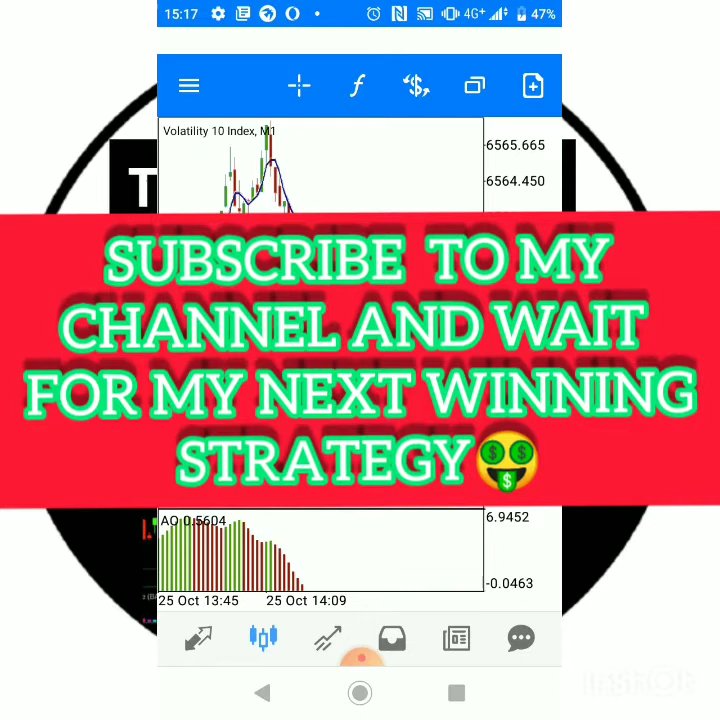 15:17
4G+
47%
Volatility 10 Index, M1
6565.665
6564.450
T
SUBSCRIBE TO MY
CHANNEL AND WAIT
FOR MY NEXT WINNING
STRATEGY🤑
AO 0.5604
6.9452
-0.0463
25 Oct 13:45
25 Oct 14:09